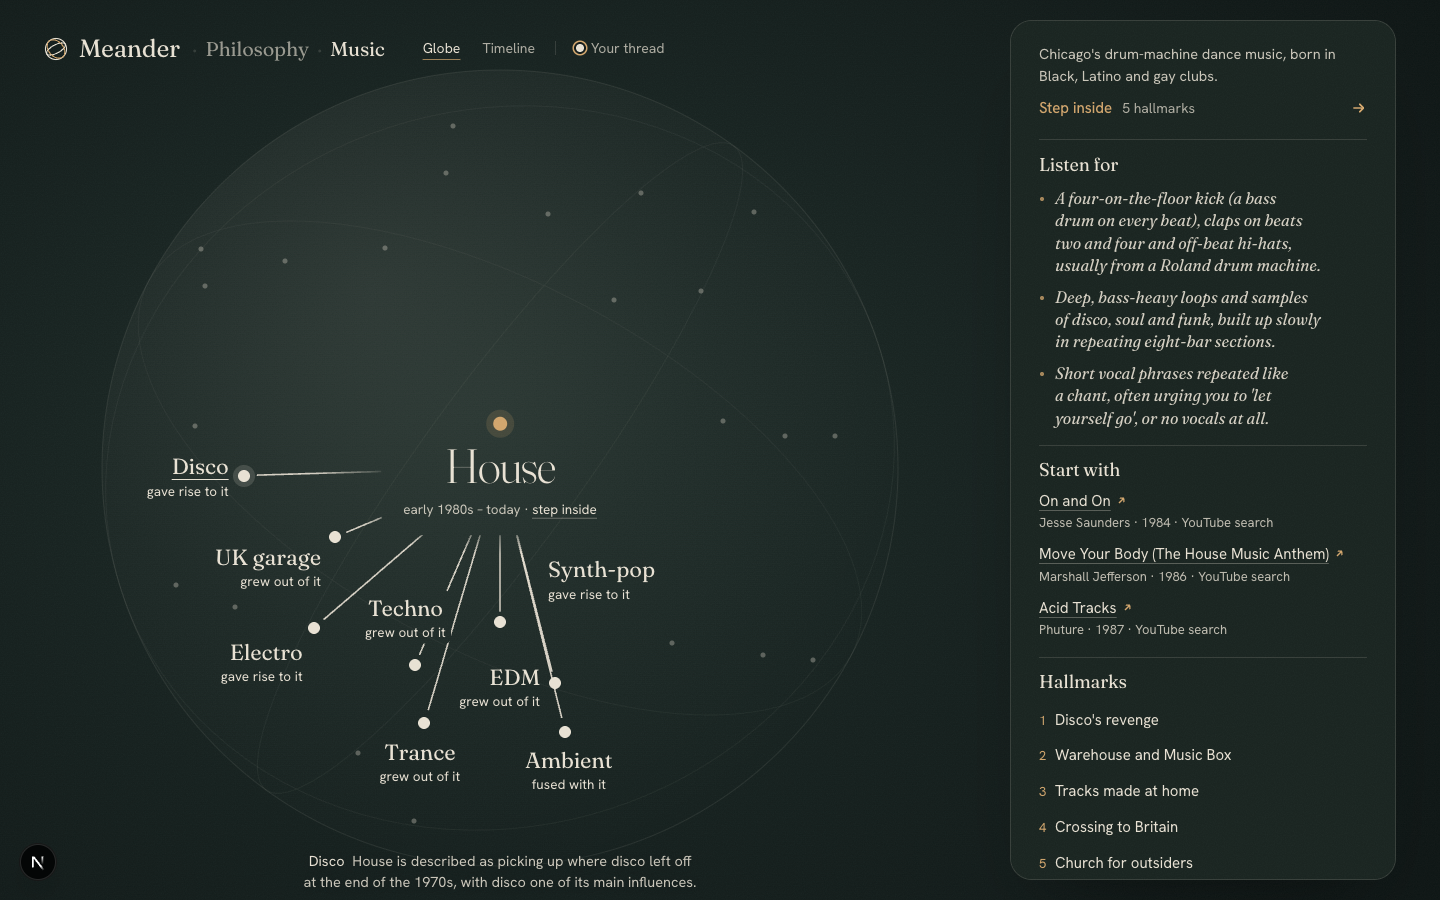 Meander · Philosophy · Music
Globe Timeline Your thread
Disco
gave rise to it
House
early 1980s – today · step inside
UK garage
grew out of it
Synth-pop
gave rise to it
Techno
grew out of it
Electro
gave rise to it
EDM
grew out of it
Trance
grew out of it
Ambient
fused with it
Disco House is described as picking up where disco left off
at the end of the 1970s, with disco one of its main influences.
N
Chicago's drum-machine dance music, born in
Black, Latino and gay clubs.
Step inside 5 hallmarks →
Listen for
• A four-on-the-floor kick (a bass
drum on every beat), claps on beats
two and four and off-beat hi-hats,
usually from a Roland drum machine.
• Deep, bass-heavy loops and samples
of disco, soul and funk, built up slowly
in repeating eight-bar sections.
• Short vocal phrases repeated like
a chant, often urging you to 'let
yourself go', or no vocals at all.
Start with
On and On ↗
Jesse Saunders · 1984 · YouTube search
Move Your Body (The House Music Anthem) ↗
Marshall Jefferson · 1986 · YouTube search
Acid Tracks ↗
Phuture · 1987 · YouTube search
Hallmarks
1 Disco's revenge
2 Warehouse and Music Box
3 Tracks made at home
4 Crossing to Britain
5 Church for outsiders